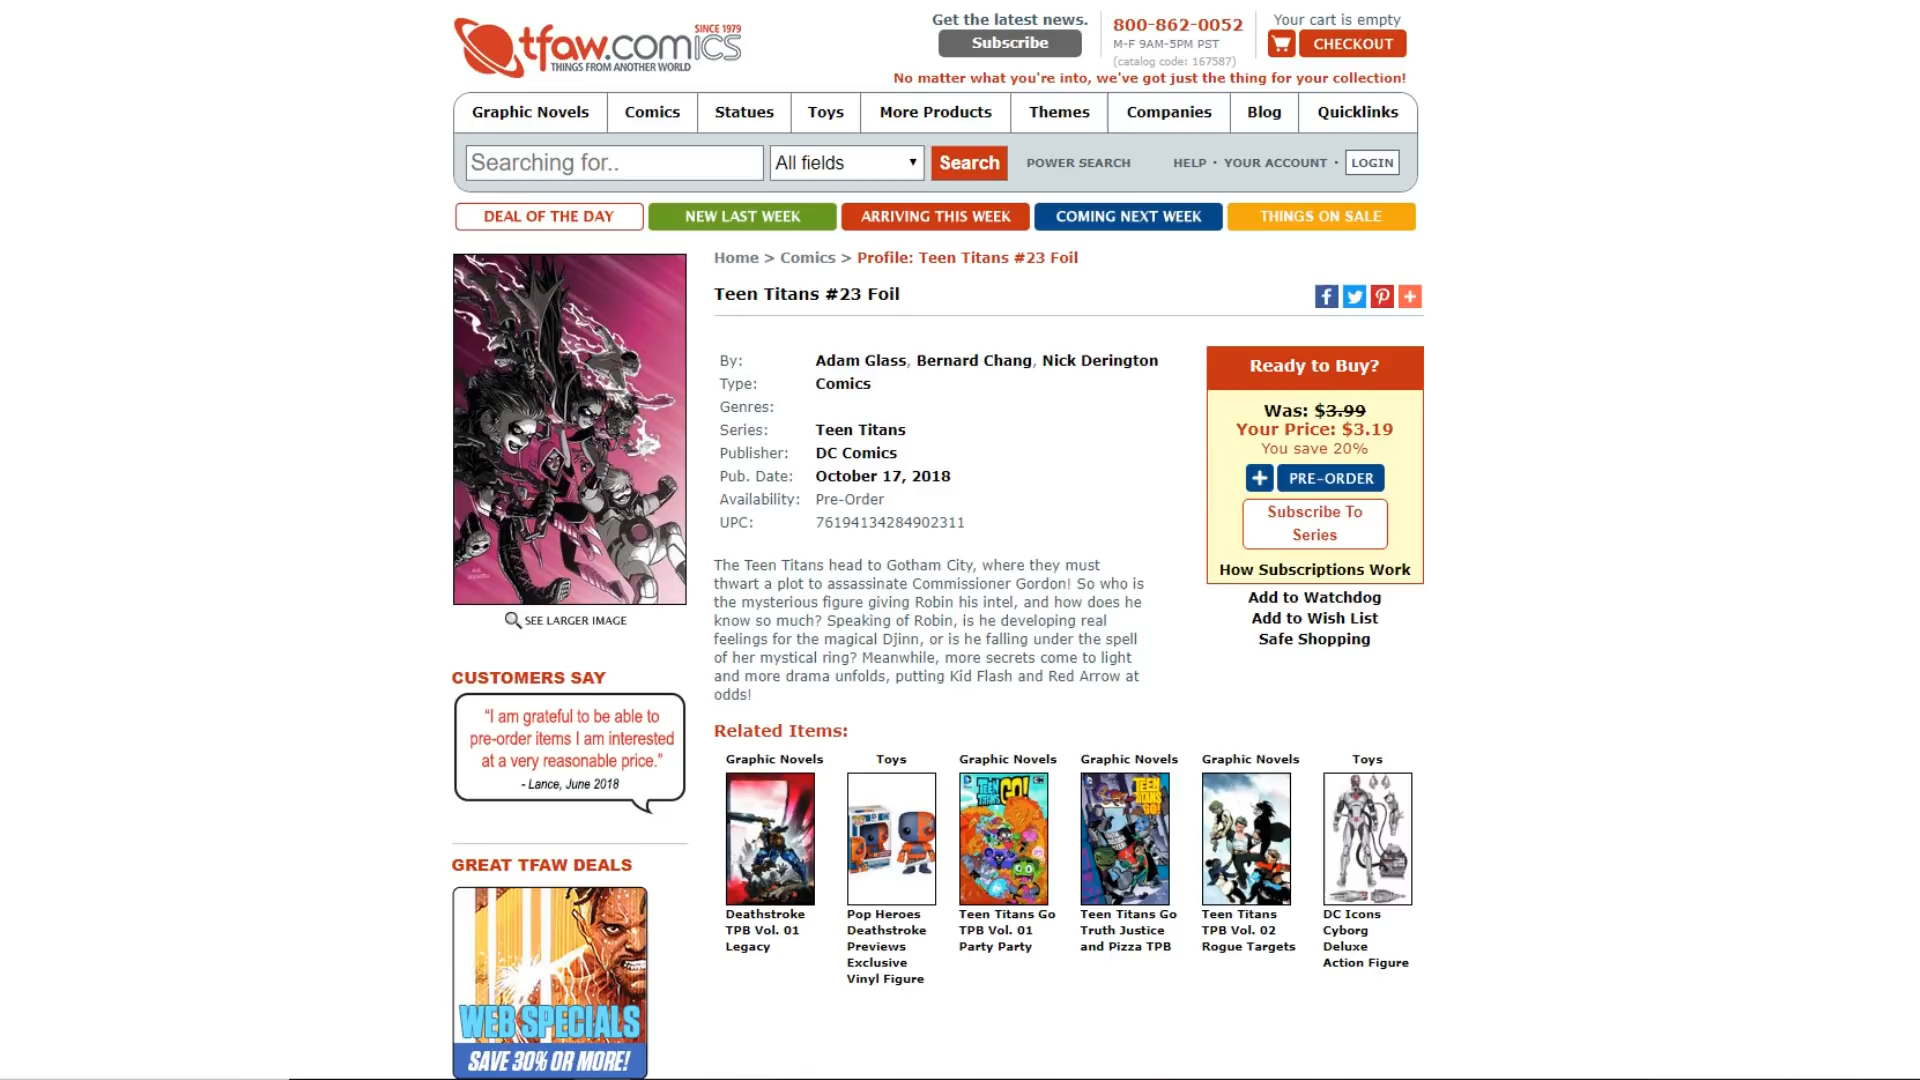 tfaw.comics
SINCE 1979
THINGS FROM ANOTHER WORLD
Get the latest news.
Subscribe
800-862-0052
M-F 9AM-5PM PST
(catalog code: 167587)
Your cart is empty
CHECKOUT
No matter what you're into, we've got just the thing for your collection!
Graphic Novels Comics Statues Toys More Products Themes Companies Blog Quicklinks
Searching for.. All fields Search POWER SEARCH HELP · YOUR ACCOUNT · LOGIN
DEAL OF THE DAY NEW LAST WEEK ARRIVING THIS WEEK COMING NEXT WEEK THINGS ON SALE
Home > Comics > Profile: Teen Titans #23 Foil
Teen Titans #23 Foil
By: Adam Glass, Bernard Chang, Nick Derington
Type: Comics
Genres:
Series: Teen Titans
Publisher: DC Comics
Pub. Date: October 17, 2018
Availability: Pre-Order
UPC: 76194134284902311
Ready to Buy?
Was: $3.99
Your Price: $3.19
You save 20%
+ PRE-ORDER
Subscribe To
Series
How Subscriptions Work
Add to Watchdog
Add to Wish List
Safe Shopping
The Teen Titans head to Gotham City, where they must
thwart a plot to assassinate Commissioner Gordon! So who is
the mysterious figure giving Robin his intel, and how does he
know so much? Speaking of Robin, is he developing real
feelings for the magical Djinn, or is he falling under the spell
of her mystical ring? Meanwhile, more secrets come to light
and more drama unfolds, putting Kid Flash and Red Arrow at
odds!
SEE LARGER IMAGE
CUSTOMERS SAY
“I am grateful to be able to
pre-order items I am interested
at a very reasonable price.”
- Lance, June 2018
GREAT TFAW DEALS
WEB SPECIALS
SAVE 30% OR MORE!
Related Items:
Graphic Novels
Deathstroke
TPB Vol. 01
Legacy
Toys
Pop Heroes
Deathstroke
Previews
Exclusive
Vinyl Figure
Graphic Novels
TEEN TITANS GO!
Teen Titans Go
TPB Vol. 01
Party Party
Graphic Novels
TEEN TITANS GO!
Teen Titans Go
Truth Justice
and Pizza TPB
Graphic Novels
Teen Titans
TPB Vol. 02
Rogue Targets
Toys
DC Icons
Cyborg
Deluxe
Action Figure